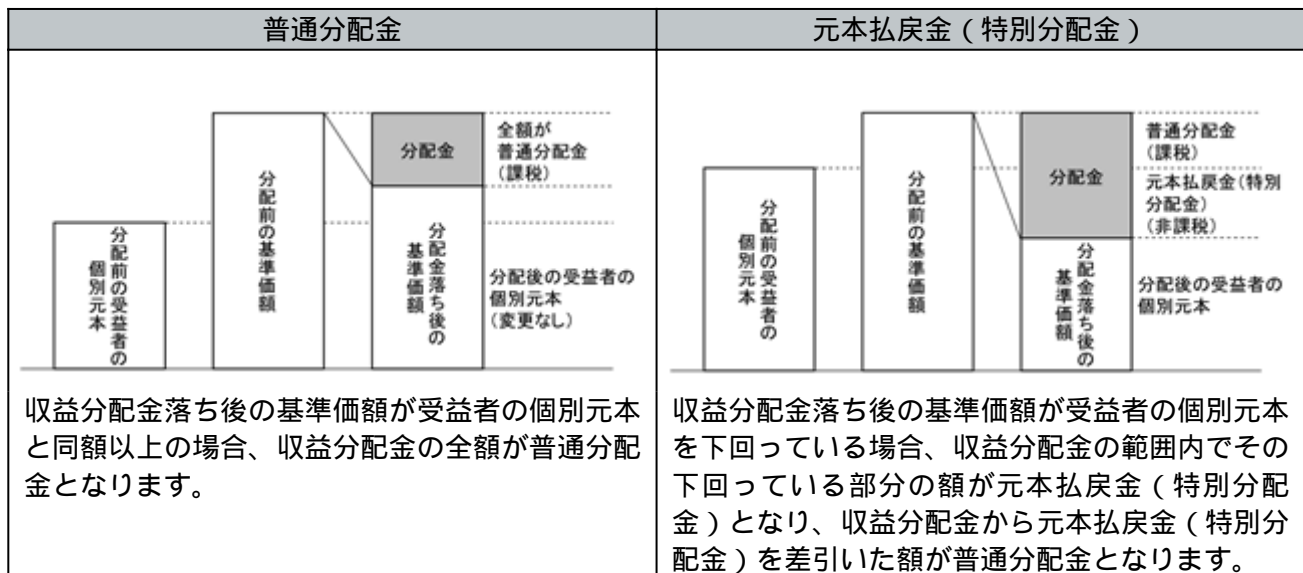 普通分配金
分配前の受益者の
個別元本
分配前の基準価額
分配金
分配金落ち後の
基準価額
全額が
普通分配金
(課税)
分配後の受益者の
個別元本
(変更なし)
収益分配金落ち後の基準価額が受益者の個別元本
と同額以上の場合、収益分配金の全額が普通分配
金となります。
元本払戻金(特別分配金)
分配前の受益者の
個別元本
分配前の基準価額
分配金
分配金落ち後の
基準価額
普通分配金
(課税)
元本払戻金(特別
分配金)
(非課税)
分配後の受益者の
個別元本
収益分配金落ち後の基準価額が受益者の個別元本
を下回っている場合、収益分配金の範囲内でその
下回っている部分の額が元本払戻金(特別分配
金)となり、収益分配金から元本払戻金(特別分
配金)を差引いた額が普通分配金となります。